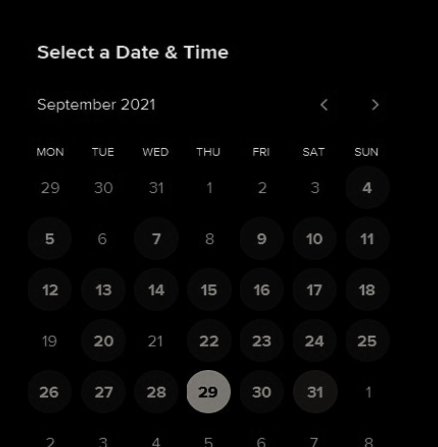 Select a Date & Time
September 2021
MON TUE WED THU FRI SAT SUN
29 30 31 1 2 3 4
5 6 7 8 9 10 11
12 13 14 15 16 17 18
19 20 21 22 23 24 25
26 27 28 29 30 31 1
2 3 4 5 6 7 8